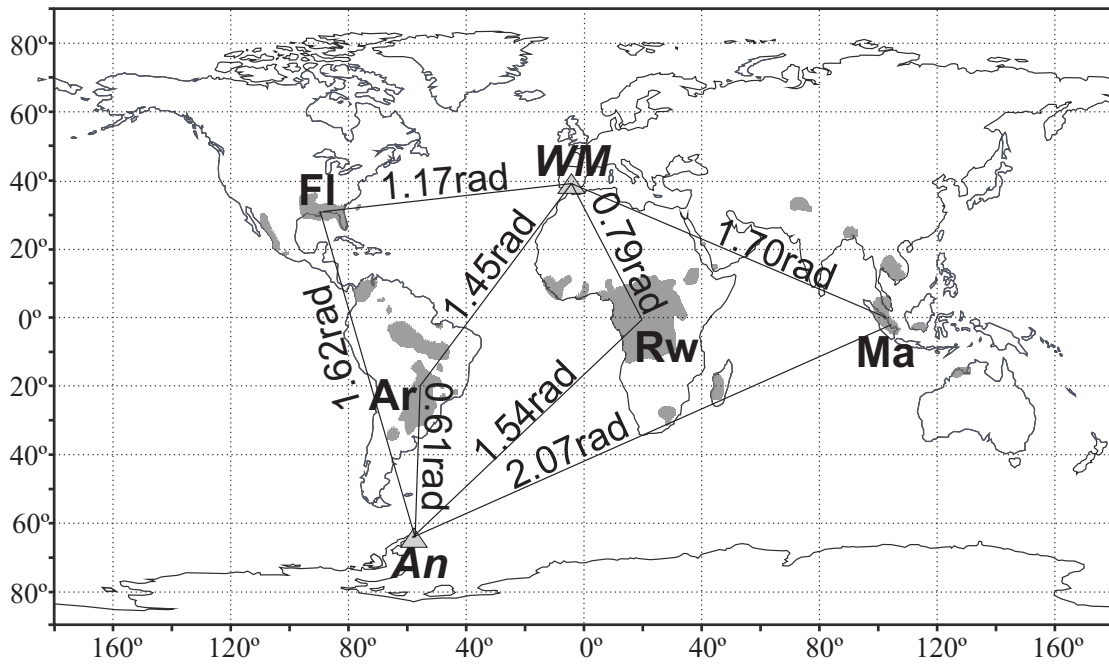 80º
60º
40º
20º
0º
20º
40º
60º
80º
WM
Fl
1.17rad
0.79rad
1.45rad
1.70rad
1.62rad
Rw
Ma
Ar
0.61rad
1.54rad
2.07rad
An
160º 120º 80º 40º 0º 40º 80º 120º 160º